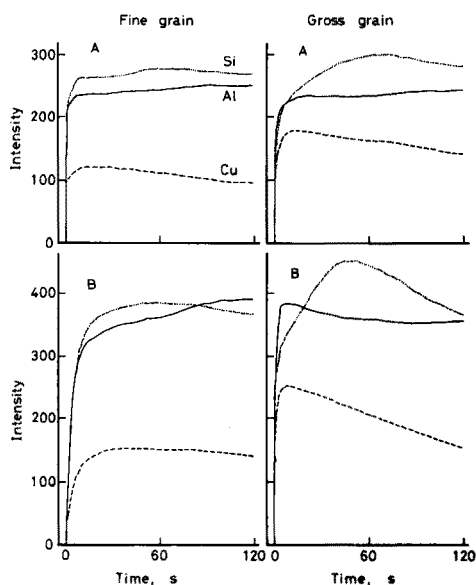 Fine grain
Gross grain
A
A
Si
Al
Cu
300
200
100
0
Intensity
B
B
400
300
200
100
0
Intensity
0
60
120
0
60
120
Time, s
Time, s